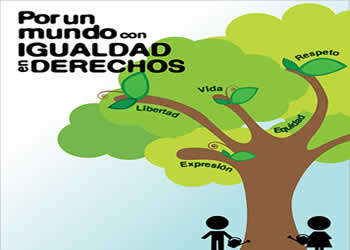 Por un
mundo con
IGUALDAD
en DERECHOS
Respeto
Vida
Libertad
Equidad
Expresión